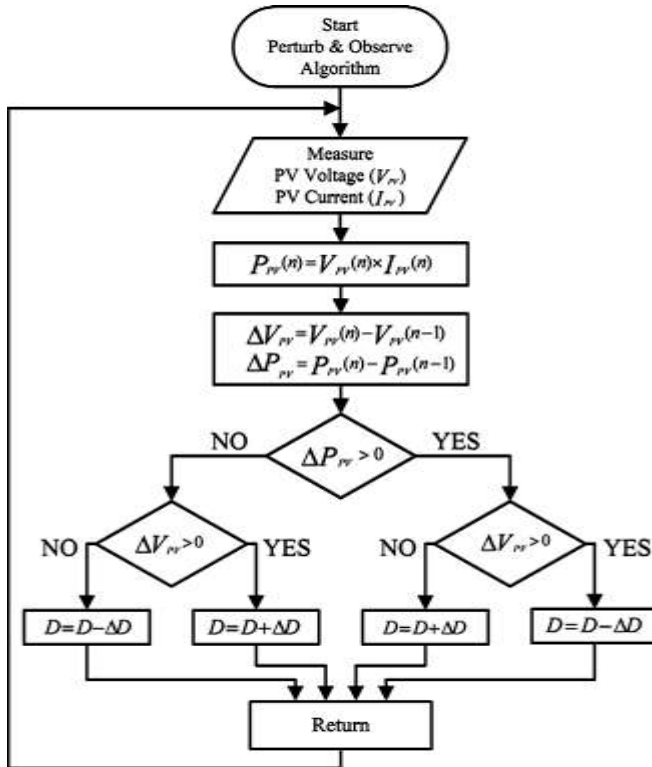 Start
Perturb & Observe
Algorithm
Measure
PV Voltage (V_PV)
PV Current (I_PV)
P_PV(n)=V_PV(n)×I_PV(n)
ΔV_PV=V_PV(n)−V_PV(n−1)
ΔP_PV=P_PV(n)−P_PV(n−1)
NO
ΔP_PV>0
YES
NO
ΔV_PV>0
YES
NO
ΔV_PV>0
YES
D=D−ΔD
D=D+ΔD
D=D+ΔD
D=D−ΔD
Return